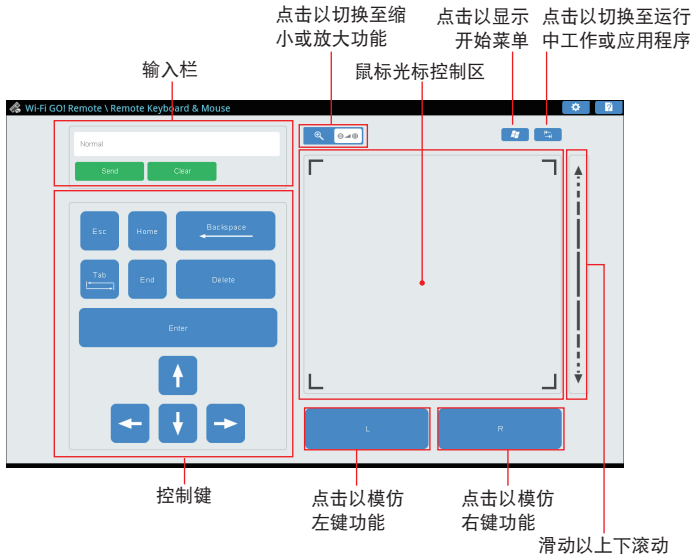 点击以切换至缩
小或放大功能
点击以显示
开始菜单
点击以切换至运行
中工作或应用程序
输入栏
鼠标光标控制区
Wi-Fi GO! Remote \ Remote Keyboard & Mouse
Normal
Send
Clear
Esc
Home
Backspace
Tab
End
Delete
Enter
L
R
控制键
点击以模仿
左键功能
点击以模仿
右键功能
滑动以上下滚动